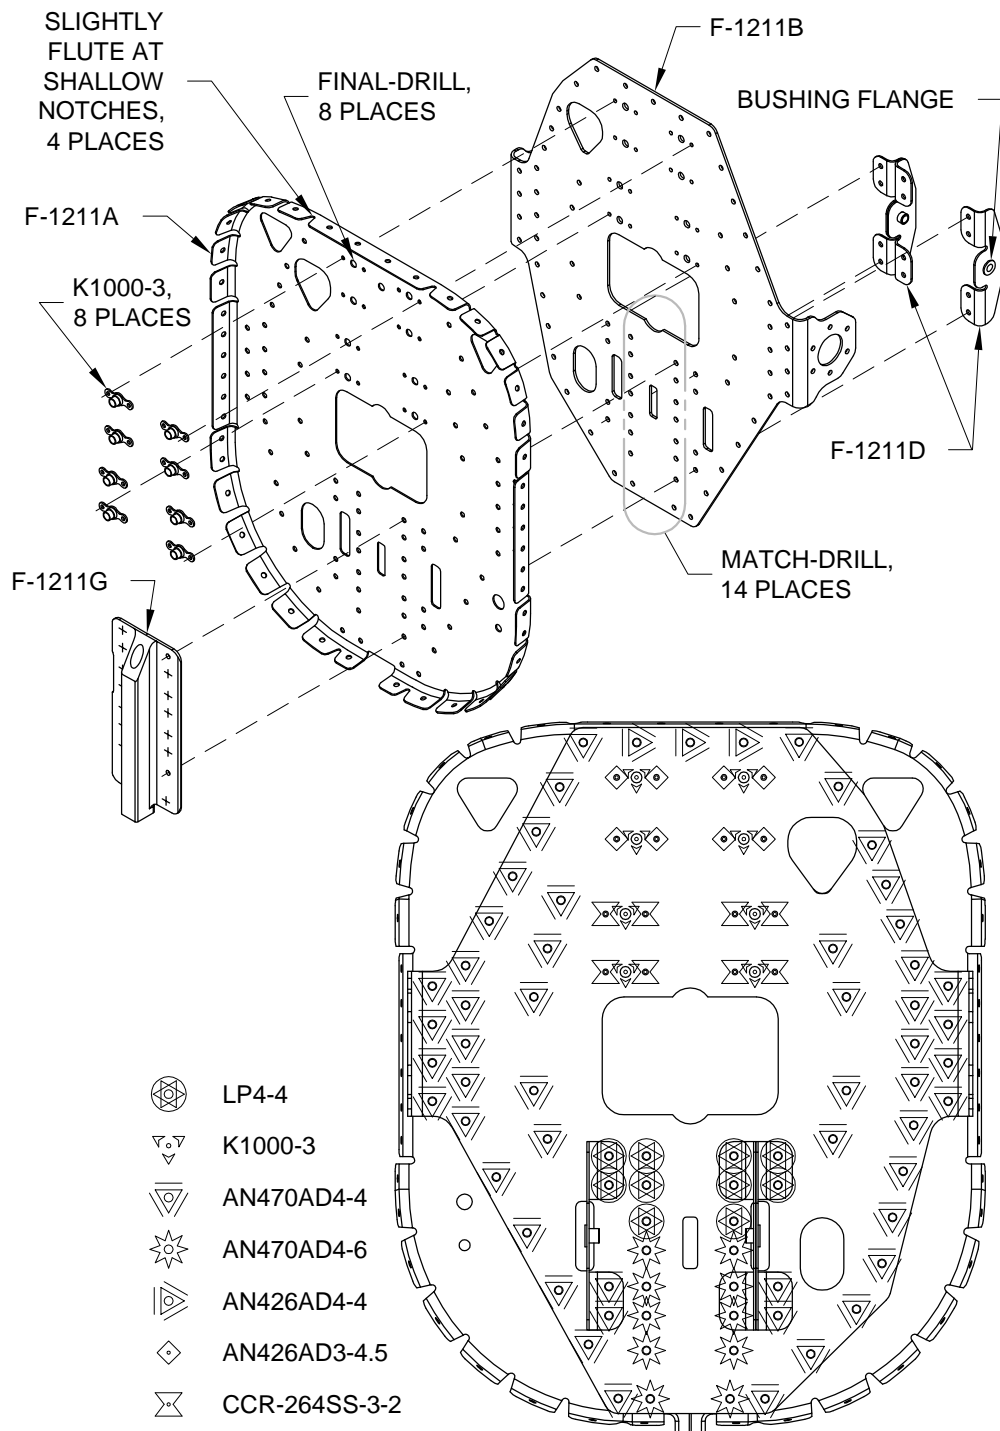 SLIGHTLY
FLUTE AT
SHALLOW
NOTCHES,
4 PLACES
FINAL-DRILL,
8 PLACES
F-1211B
BUSHING FLANGE
F-1211A
K1000-3,
8 PLACES
F-1211D
MATCH-DRILL,
14 PLACES
F-1211G
LP4-4
K1000-3
AN470AD4-4
AN470AD4-6
AN426AD4-4
AN426AD3-4.5
CCR-264SS-3-2